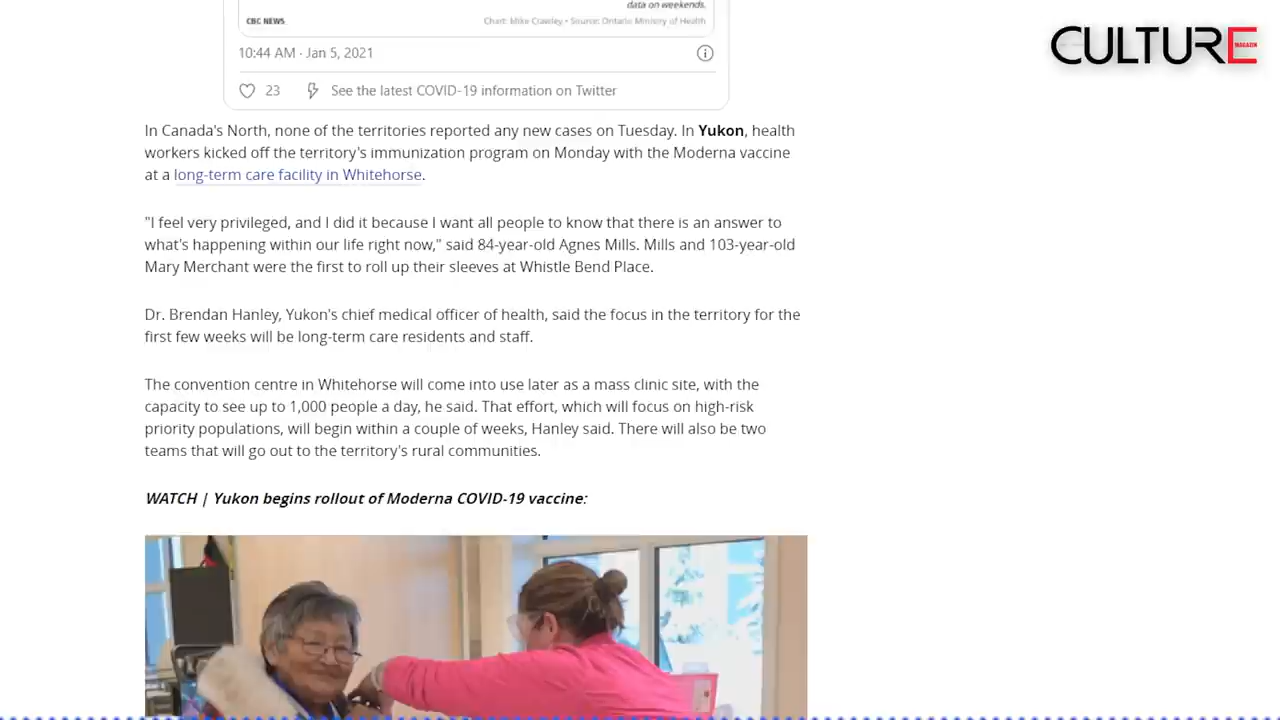 data on weekends.
CBC NEWS
Chart: Mike Crawley • Source: Ontario Ministry of Health
10:44 AM · Jan 5, 2021
23
See the latest COVID-19 information on Twitter
In Canada's North, none of the territories reported any new cases on Tuesday. In Yukon, health
workers kicked off the territory's immunization program on Monday with the Moderna vaccine
at a long-term care facility in Whitehorse.
"I feel very privileged, and I did it because I want all people to know that there is an answer to
what's happening within our life right now," said 84-year-old Agnes Mills. Mills and 103-year-old
Mary Merchant were the first to roll up their sleeves at Whistle Bend Place.
Dr. Brendan Hanley, Yukon's chief medical officer of health, said the focus in the territory for the
first few weeks will be long-term care residents and staff.
The convention centre in Whitehorse will come into use later as a mass clinic site, with the
capacity to see up to 1,000 people a day, he said. That effort, which will focus on high-risk
priority populations, will begin within a couple of weeks, Hanley said. There will also be two
teams that will go out to the territory's rural communities.
WATCH | Yukon begins rollout of Moderna COVID-19 vaccine:
CULTURE
MAGAZIN